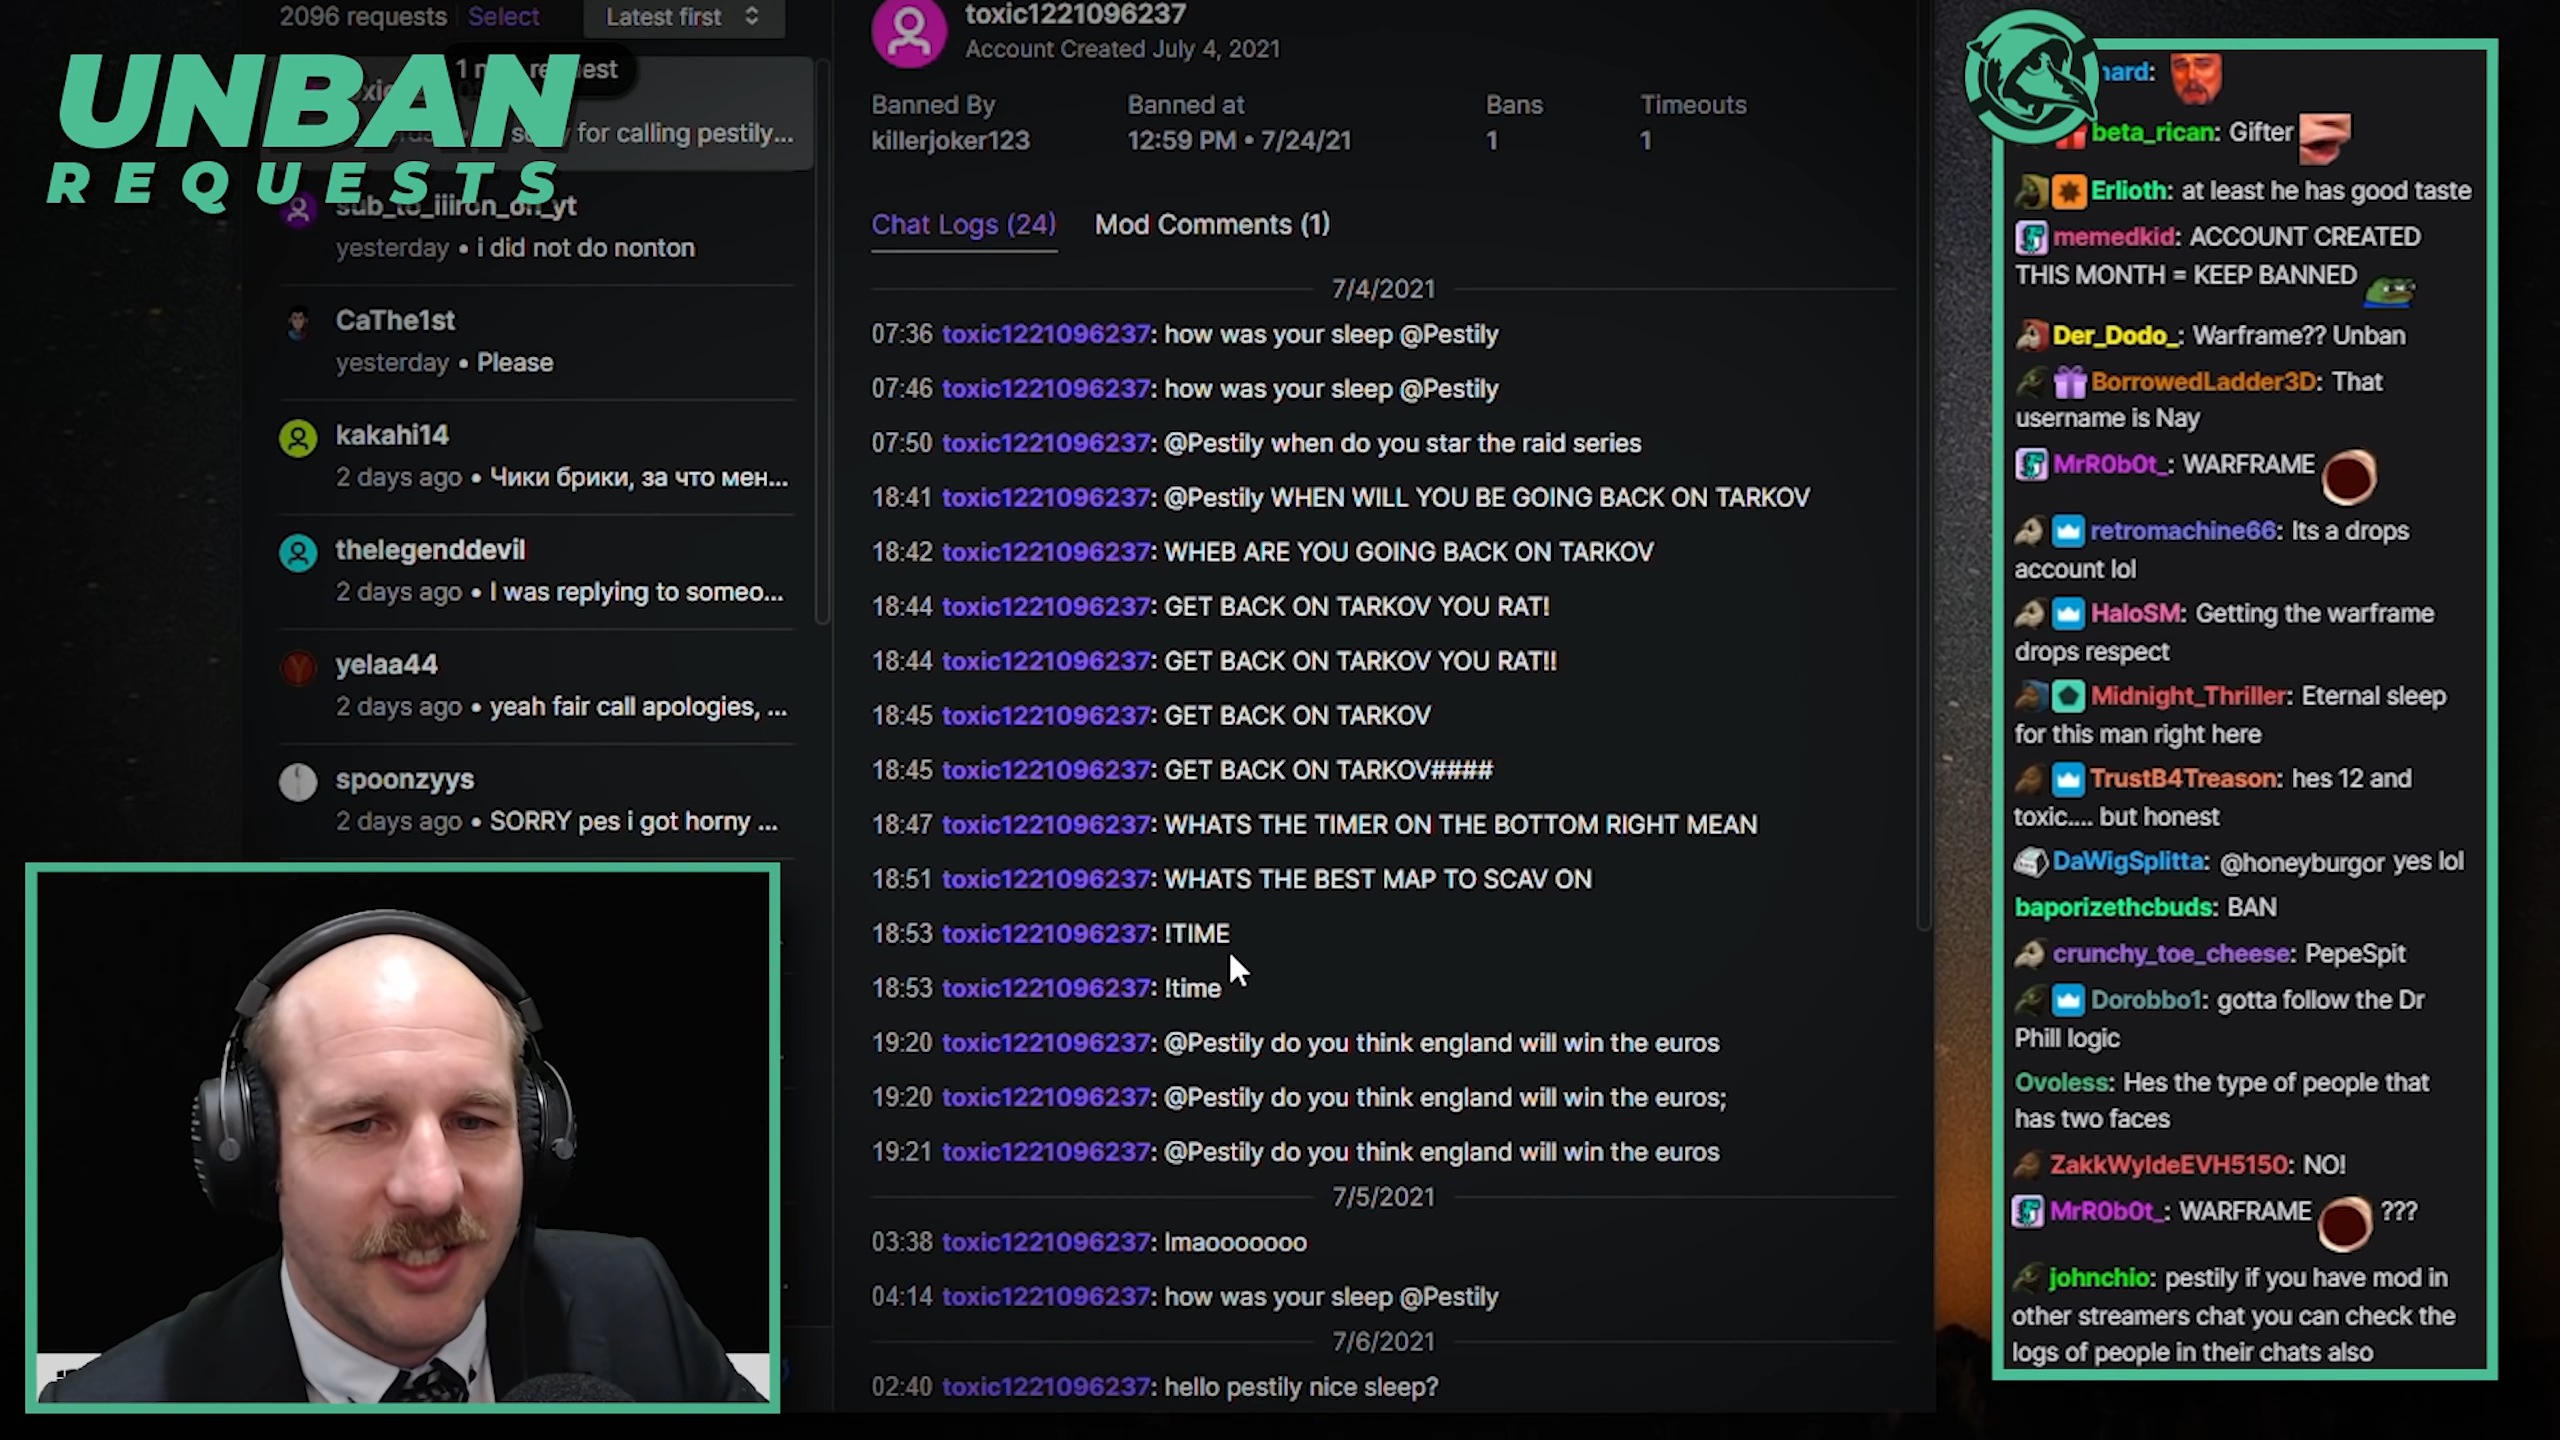 2096 requests Select Latest first
UNBAN
REQUESTS
1 request
for calling pestily...
sub_to_iiiron_on_yt
yesterday • i did not do nonton
CaThe1st
yesterday • Please
kakahi14
2 days ago • Чики брики, за что мен...
thelegenddevil
2 days ago • I was replying to someo...
yelaa44
2 days ago • yeah fair call apologies, ...
spoonzyys
2 days ago • SORRY pes i got horny ...
toxic1221096237
Account Created July 4, 2021
Banned By Banned at Bans Timeouts
killerjoker123 12:59 PM • 7/24/21 1 1
Chat Logs (24) Mod Comments (1)
7/4/2021
07:36 toxic1221096237: how was your sleep @Pestily
07:46 toxic1221096237: how was your sleep @Pestily
07:50 toxic1221096237: @Pestily when do you star the raid series
18:41 toxic1221096237: @Pestily WHEN WILL YOU BE GOING BACK ON TARKOV
18:42 toxic1221096237: WHEB ARE YOU GOING BACK ON TARKOV
18:44 toxic1221096237: GET BACK ON TARKOV YOU RAT!
18:44 toxic1221096237: GET BACK ON TARKOV YOU RAT!!
18:45 toxic1221096237: GET BACK ON TARKOV
18:45 toxic1221096237: GET BACK ON TARKOV####
18:47 toxic1221096237: WHATS THE TIMER ON THE BOTTOM RIGHT MEAN
18:51 toxic1221096237: WHATS THE BEST MAP TO SCAV ON
18:53 toxic1221096237: !TIME
18:53 toxic1221096237: !time
19:20 toxic1221096237: @Pestily do you think england will win the euros
19:20 toxic1221096237: @Pestily do you think england will win the euros;
19:21 toxic1221096237: @Pestily do you think england will win the euros
7/5/2021
03:38 toxic1221096237: lmaooooooo
04:14 toxic1221096237: how was your sleep @Pestily
7/6/2021
02:40 toxic1221096237: hello pestily nice sleep?
hard:
beta_rican: Gifter
Erlioth: at least he has good taste
memedkid: ACCOUNT CREATED
THIS MONTH = KEEP BANNED
Der_Dodo_: Warframe?? Unban
BorrowedLadder3D: That
username is Nay
MrR0b0t_: WARFRAME
retromachine66: Its a drops
account lol
HaloSM: Getting the warframe
drops respect
Midnight_Thriller: Eternal sleep
for this man right here
TrustB4Treason: hes 12 and
toxic.... but honest
DaWigSplitta: @honeyburgor yes lol
baporizethcbuds: BAN
crunchy_toe_cheese: PepeSpit
Dorobbo1: gotta follow the Dr
Phill logic
Ovoless: Hes the type of people that
has two faces
ZakkWyldeEVH5150: NO!
MrR0b0t_: WARFRAME ???
johnchio: pestily if you have mod in
other streamers chat you can check the
logs of people in their chats also